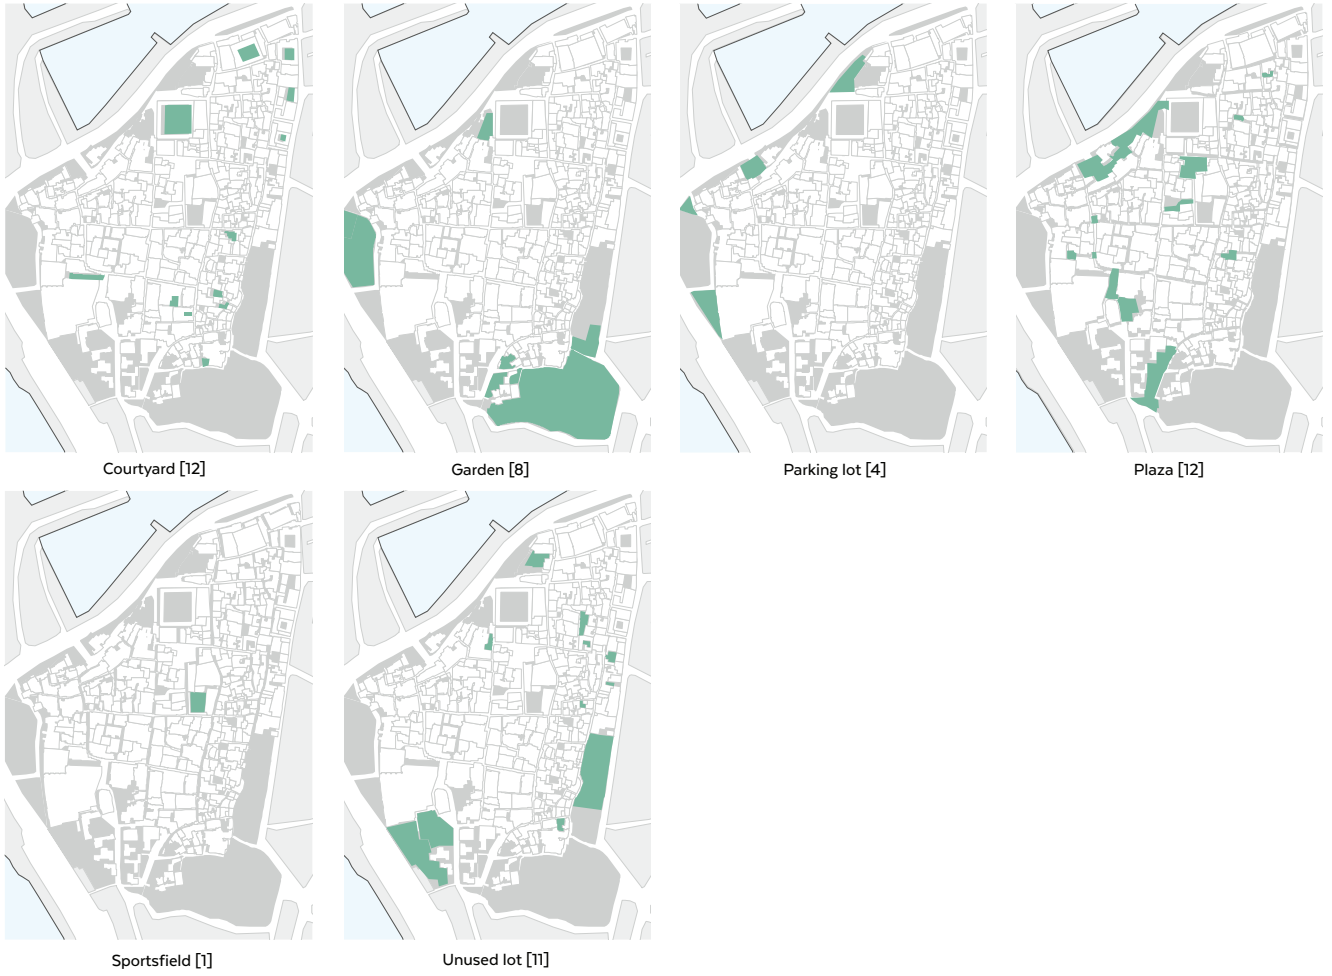 Courtyard [12]
Garden [8]
Parking lot [4]
Plaza [12]
Sportsfield [1]
Unused lot [11]